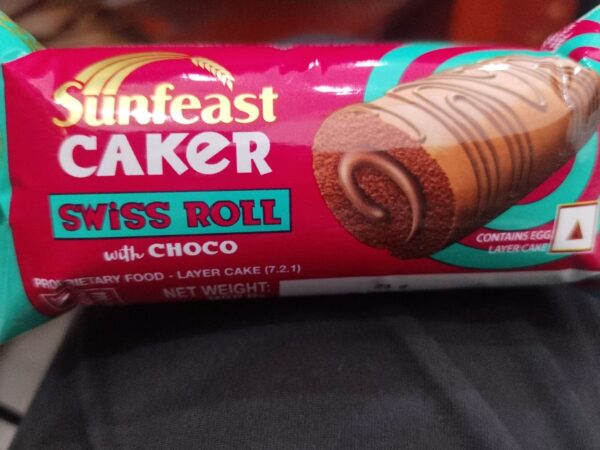 Sunfeast
CAKER
SWiSS ROLL
with CHOCO
PROPRIETARY FOOD - LAYER CAKE (7.2.1)
NET WEIGHT:
CONTAINS EGG
LAYER CAKE